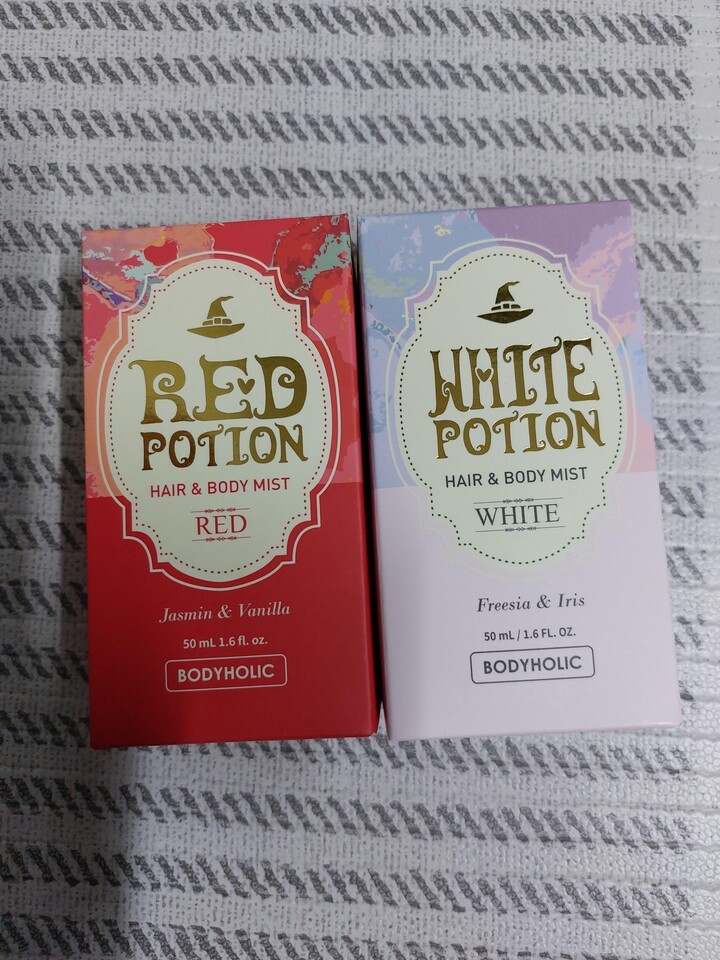 RED
POTION
HAIR & BODY MIST
RED
Jasmin & Vanilla
50 mL 1.6 fl. oz.
BODYHOLIC
WHITE
POTION
HAIR & BODY MIST
WHITE
Freesia & Iris
50 mL / 1.6 FL. OZ.
BODYHOLIC